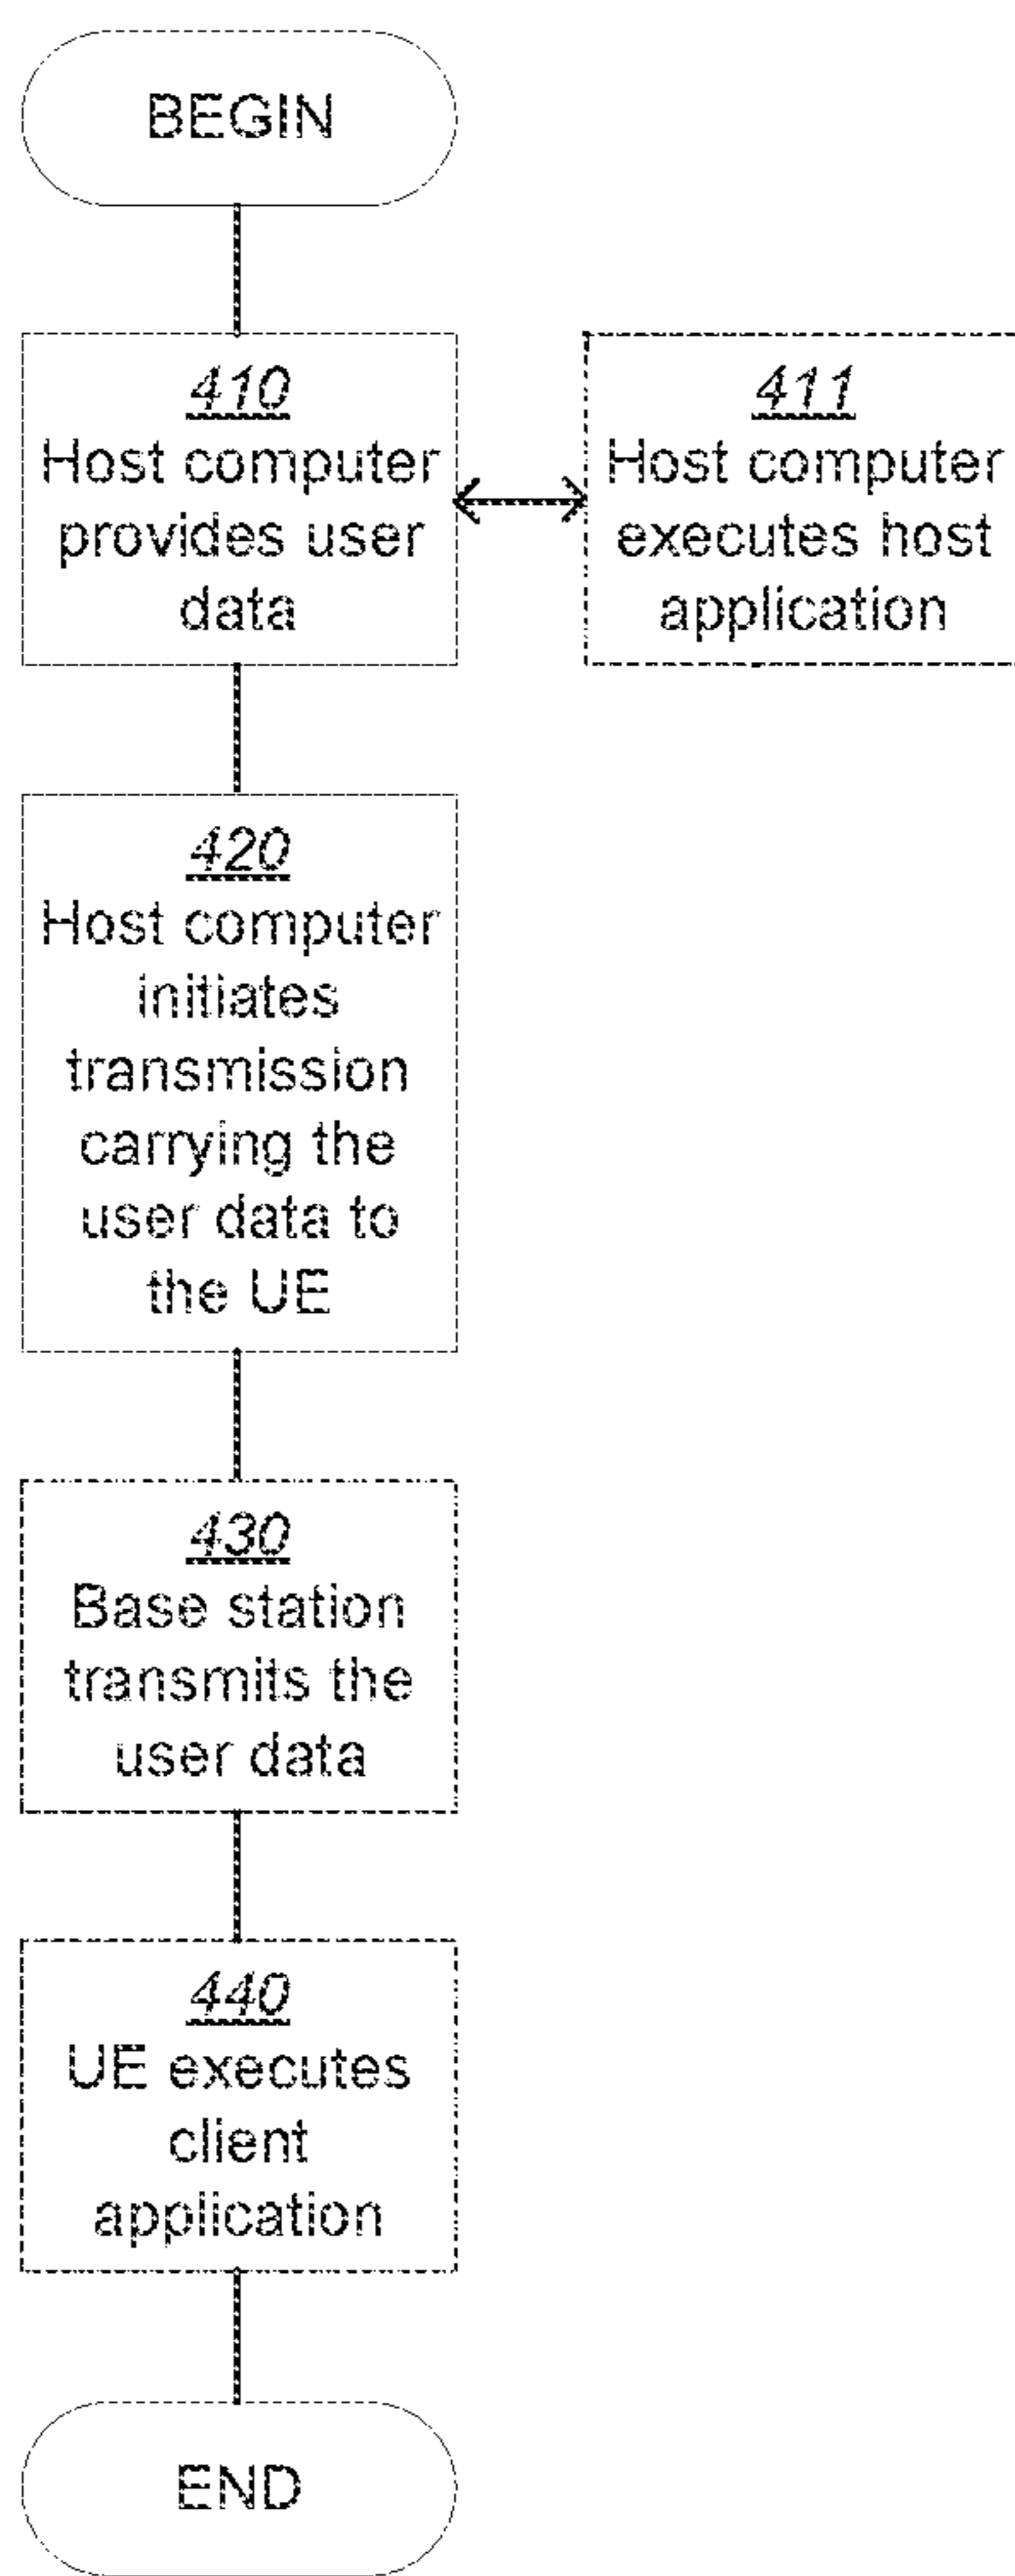 BEGIN
410
Host computer
provides user
data
411
Host computer
executes host
application
420
Host computer
initiates
transmission
carrying the
user data to
the UE
430
Base station
transmits the
user data
440
UE executes
client
application
END